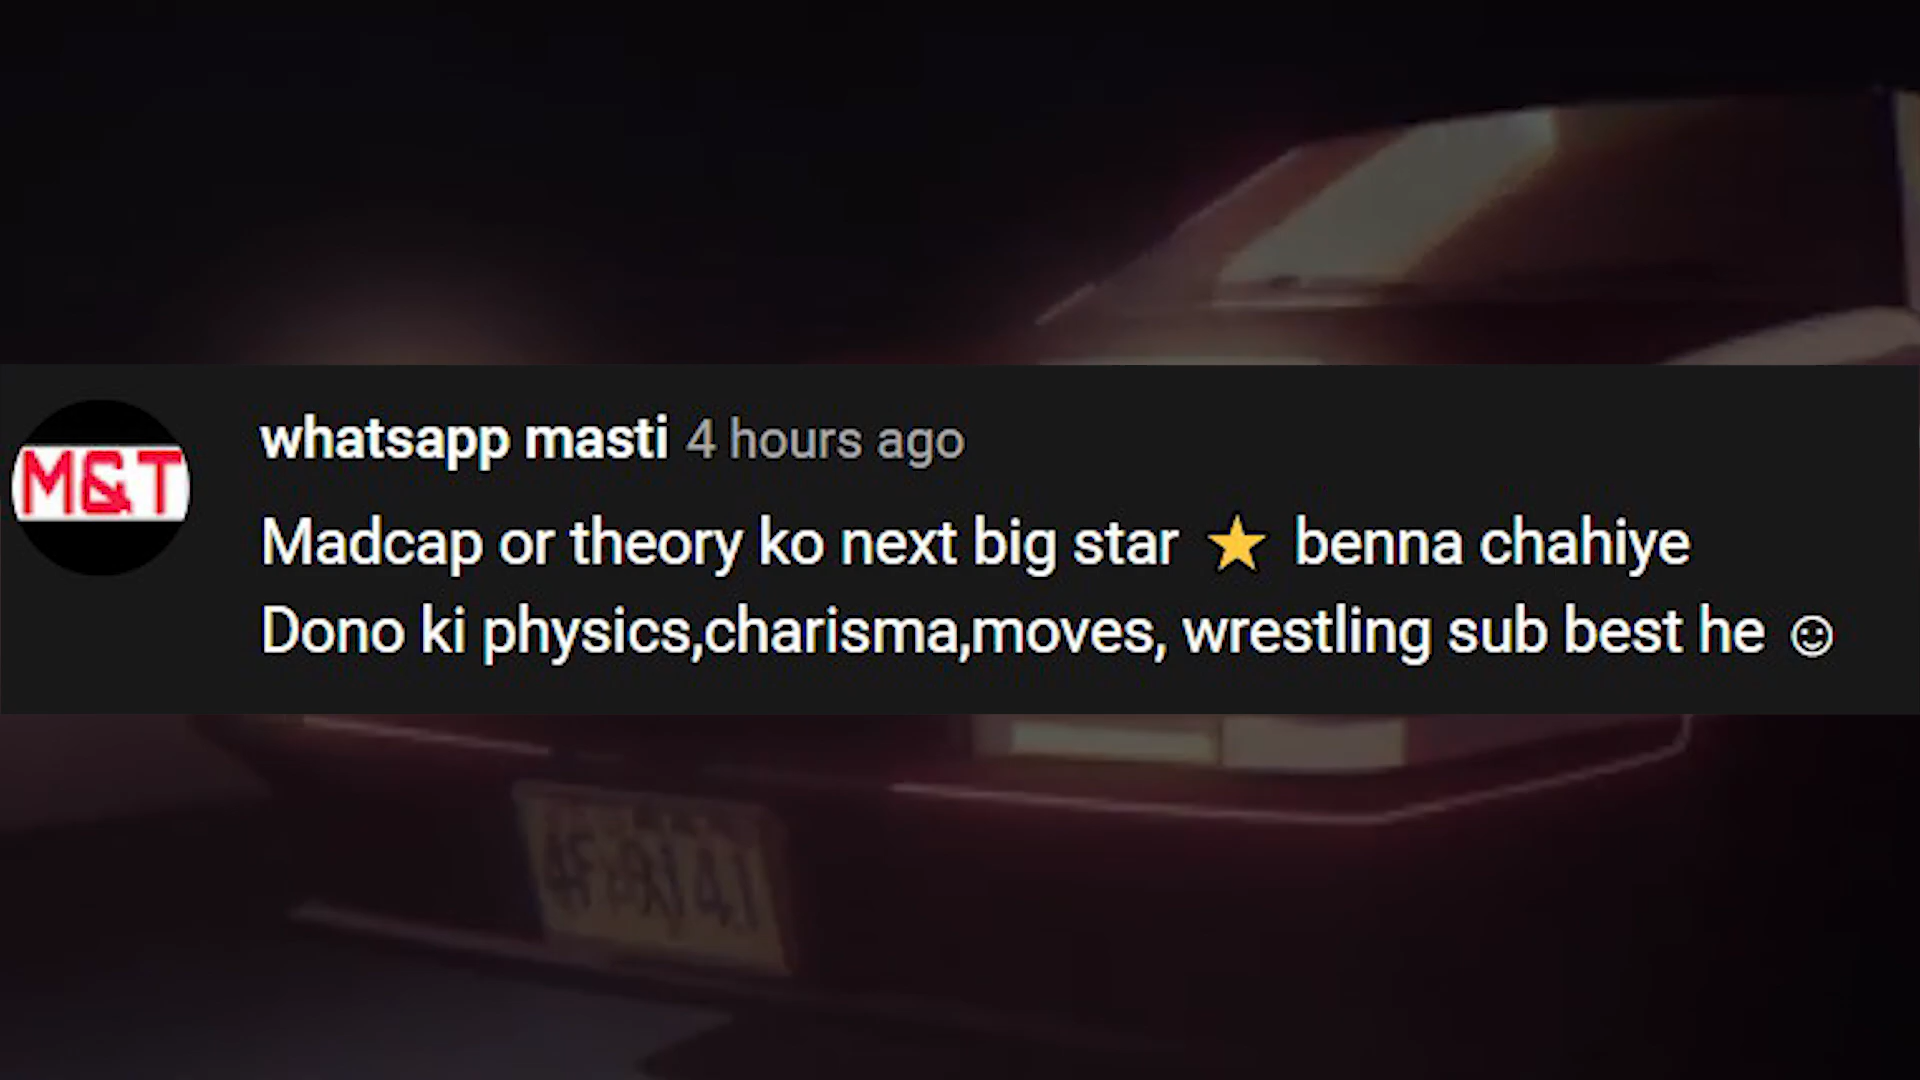 M&T
whatsapp masti 4 hours ago
Madcap or theory ko next big star ⭐ benna chahiye
Dono ki physics,charisma,moves, wrestling sub best he ☺